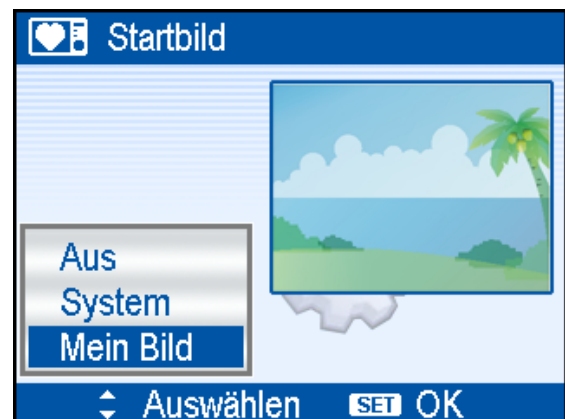 Startbild
Aus
System
Mein Bild
Auswählen SET OK